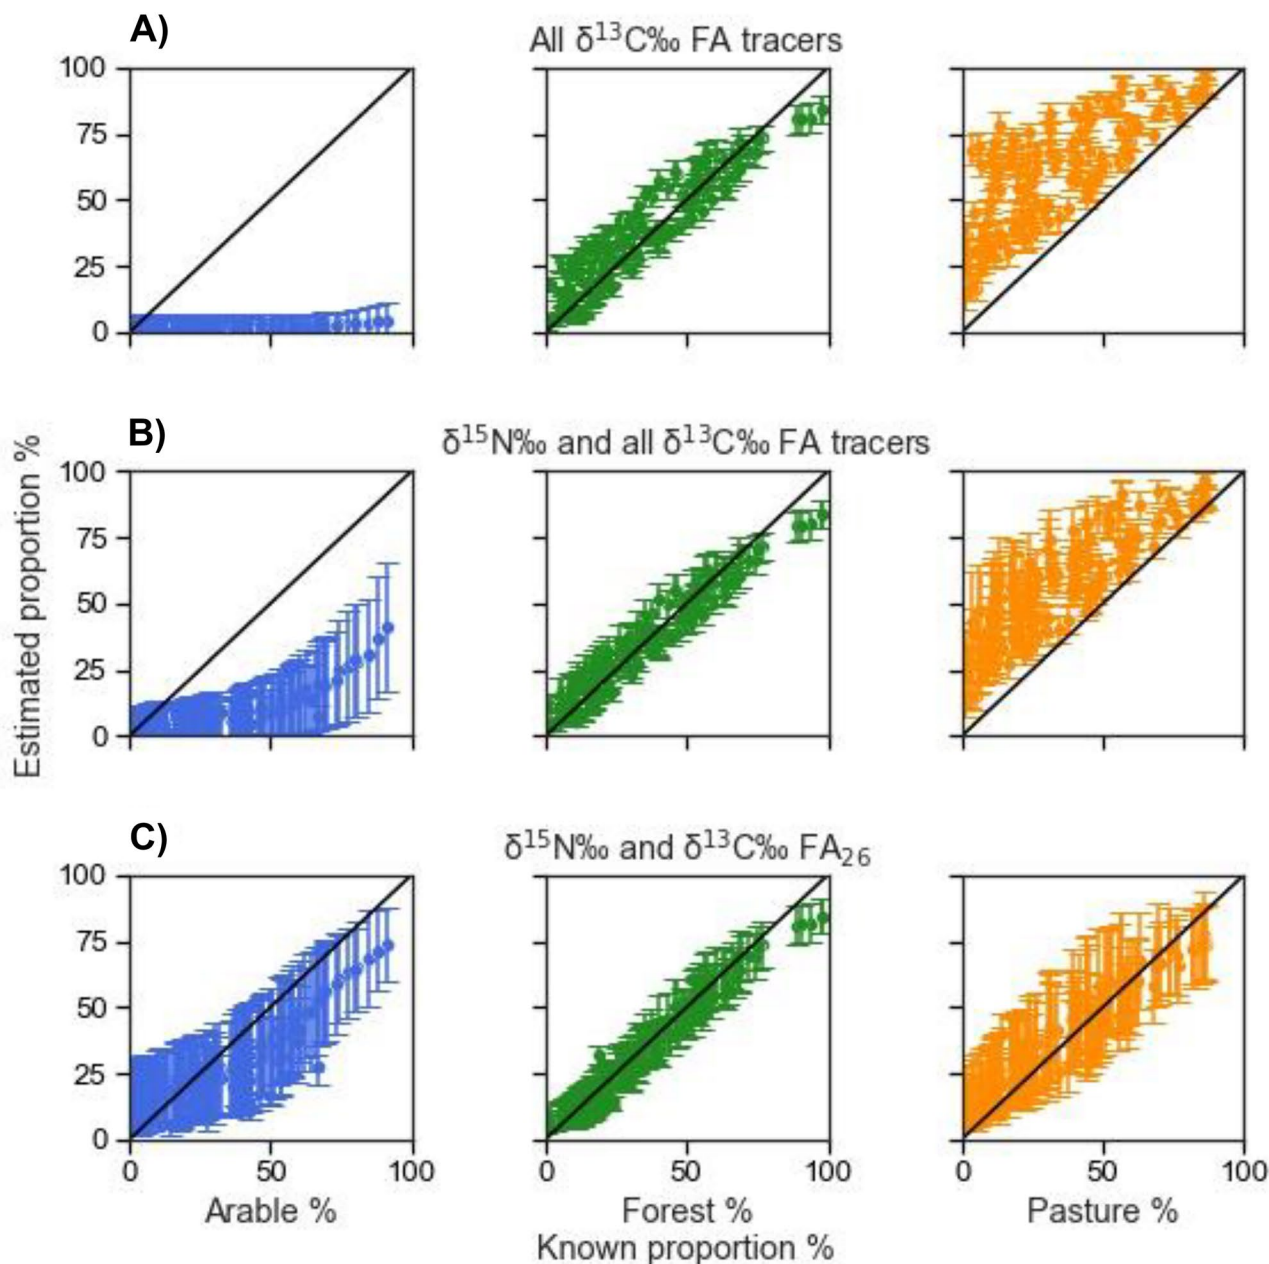 A)
All δ¹³C‰ FA tracers
100
75
50
25
0
B)
δ¹⁵N‰ and all δ¹³C‰ FA tracers
100
75
50
25
0
Estimated proportion %
C)
δ¹⁵N‰ and δ¹³C‰ FA₂₆
100
75
50
25
0
0 50 100 0 50 100 0 50 100
Arable % Forest % Pasture %
Known proportion %